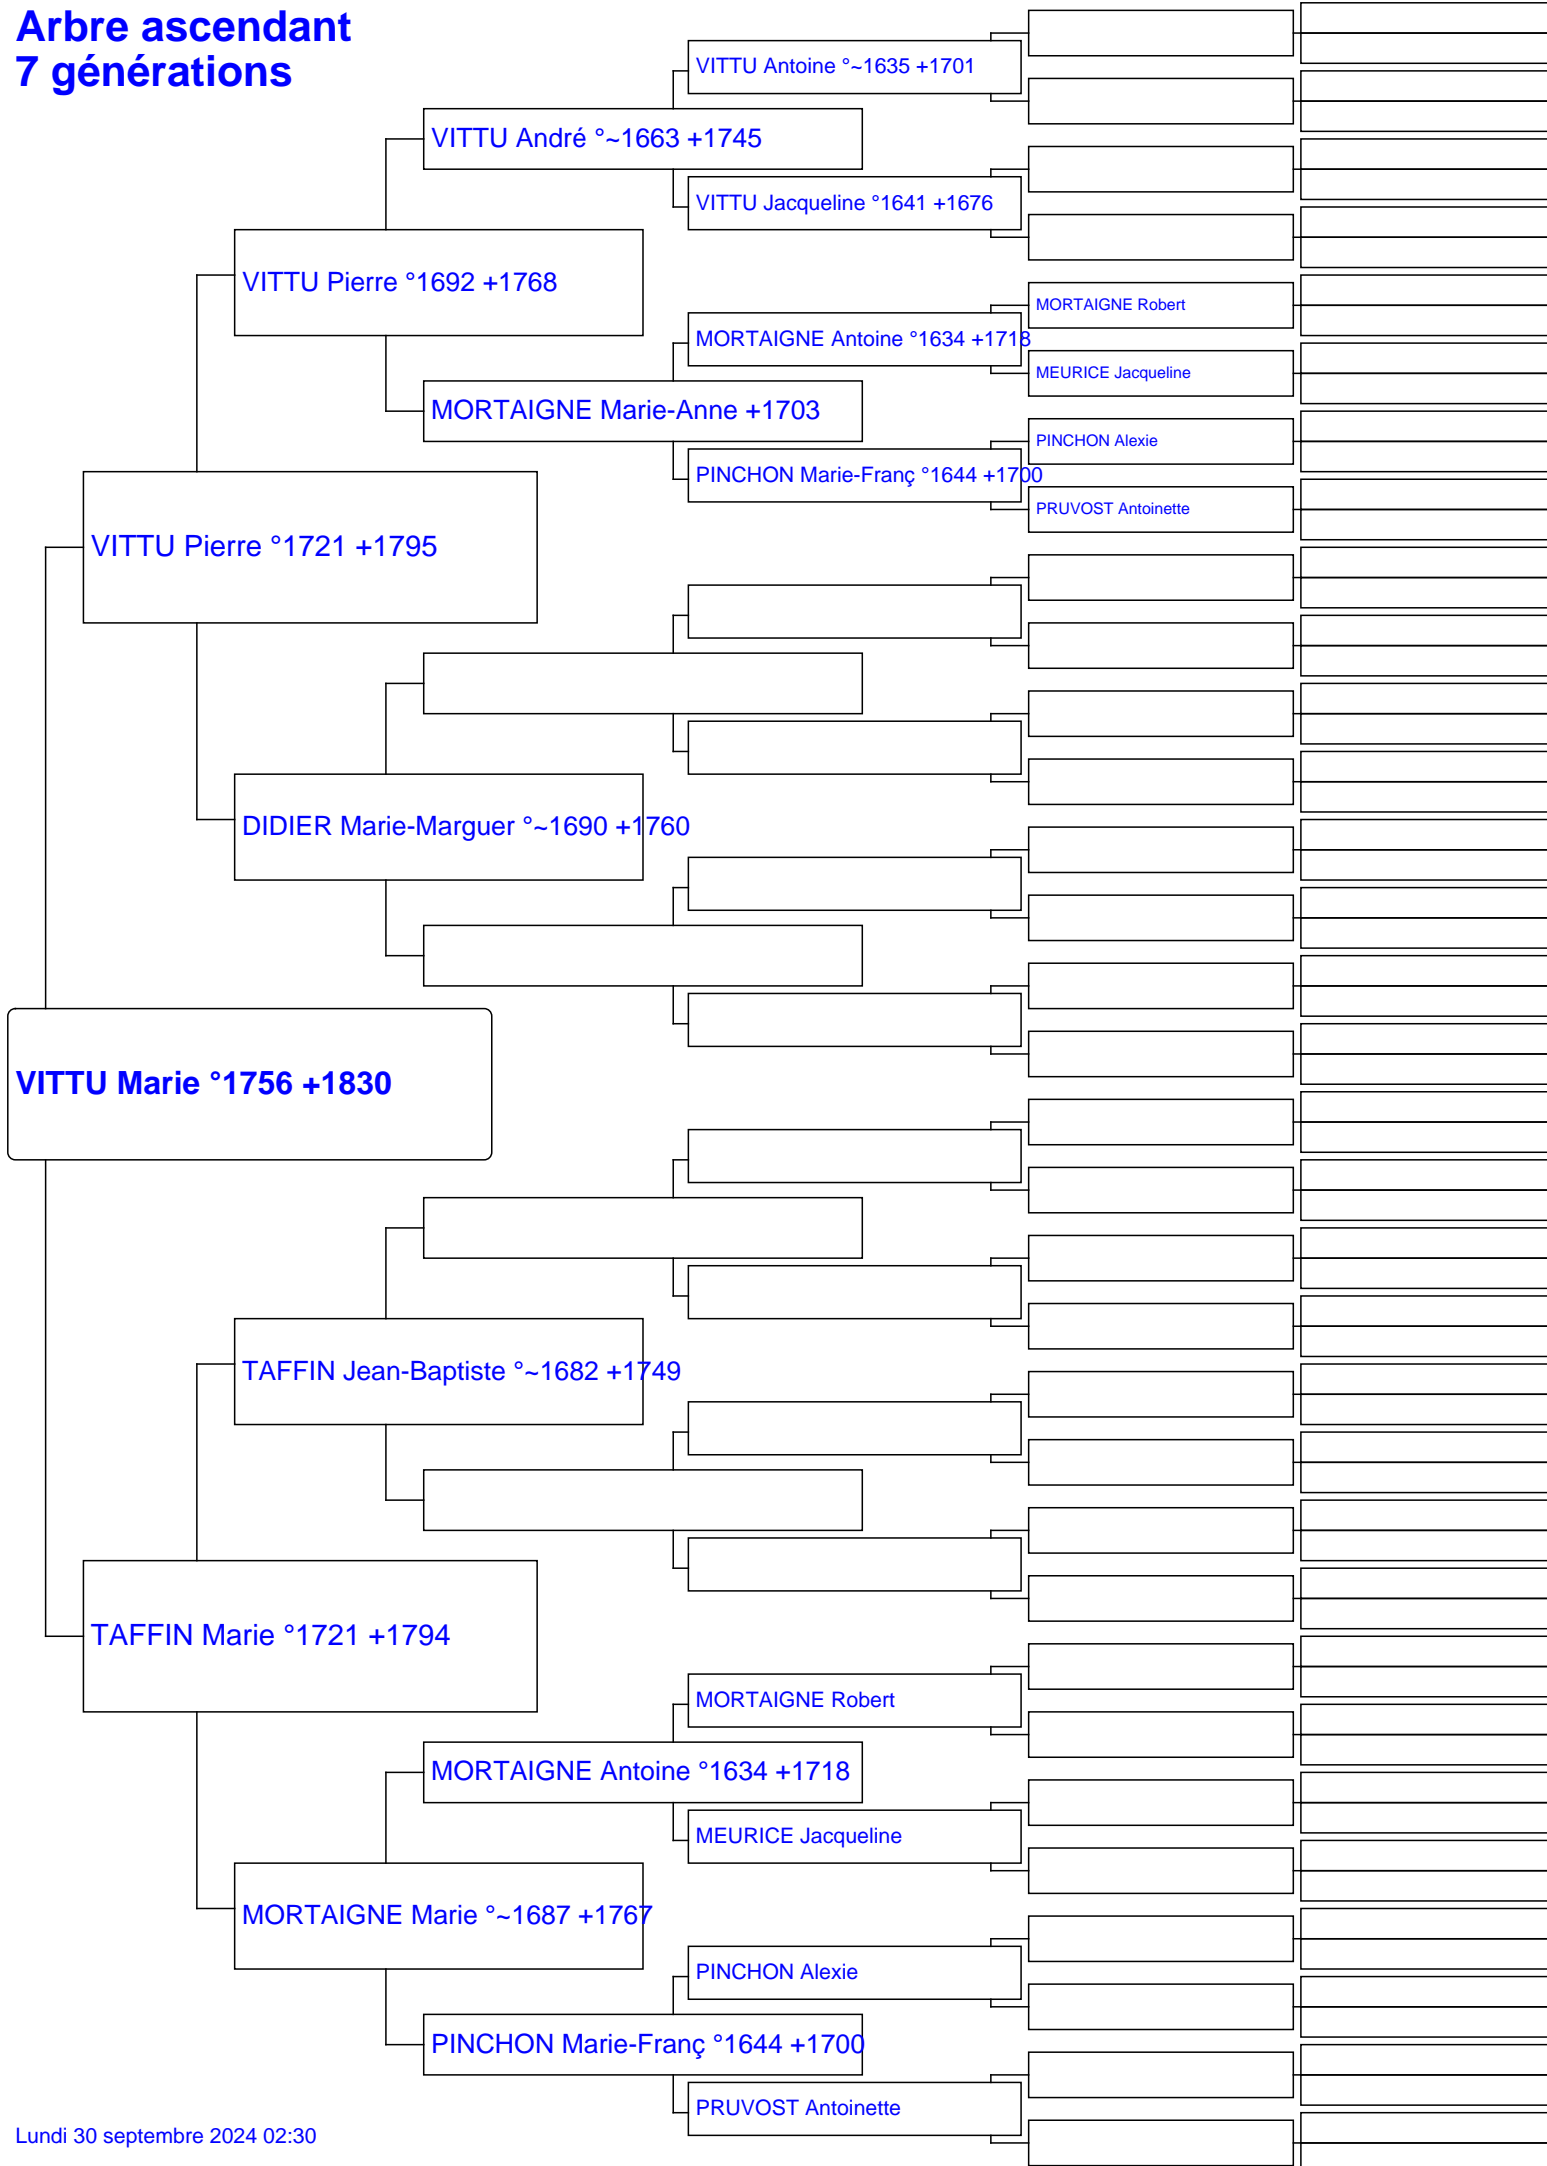 Arbre ascendant
7 générations
VITTU Antoine °~1635 +1701
VITTU André °~1663 +1745
VITTU Jacqueline °1641 +1676
VITTU Pierre °1692 +1768
MORTAIGNE Robert
MORTAIGNE Antoine °1634 +1718
MEURICE Jacqueline
MORTAIGNE Marie-Anne +1703
PINCHON Alexie
PINCHON Marie-Franç °1644 +1700
PRUVOST Antoinette
VITTU Pierre °1721 +1795
DIDIER Marie-Marguer °~1690 +1760
VITTU Marie °1756 +1830
TAFFIN Jean-Baptiste °~1682 +1749
TAFFIN Marie °1721 +1794
MORTAIGNE Robert
MORTAIGNE Antoine °1634 +1718
MEURICE Jacqueline
MORTAIGNE Marie °~1687 +1767
PINCHON Alexie
PINCHON Marie-Franç °1644 +1700
PRUVOST Antoinette
Lundi 30 septembre 2024 02:30